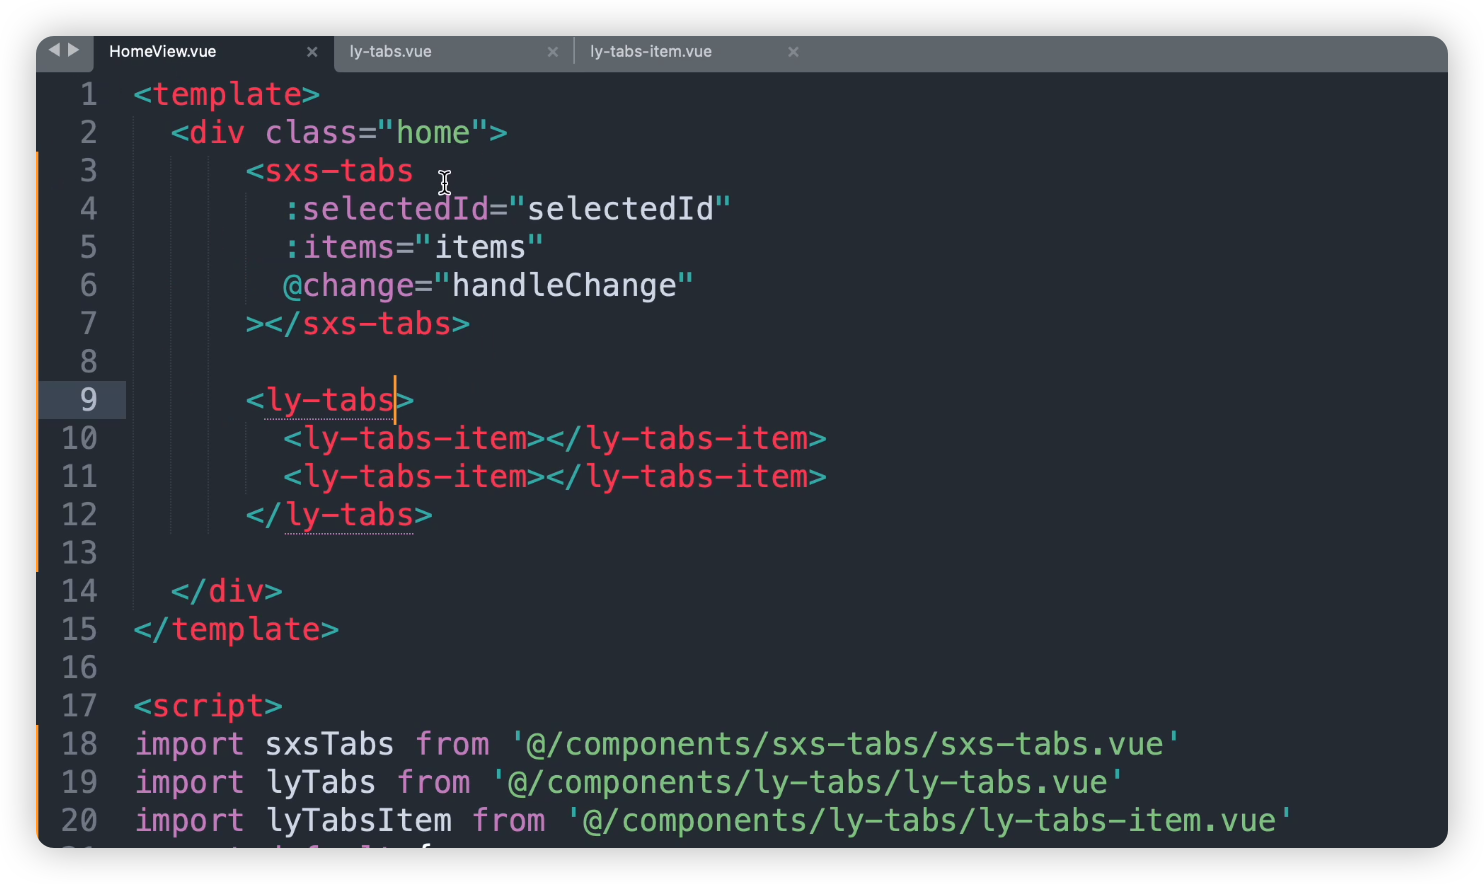 HomeView.vue ly-tabs.vue ly-tabs-item.vue
1 <template>
2 <div class="home">
3 <sxs-tabs
4 :selectedId="selectedId"
5 :items="items"
6 @change="handleChange"
7 ></sxs-tabs>
8
9 <ly-tabs>
10 <ly-tabs-item></ly-tabs-item>
11 <ly-tabs-item></ly-tabs-item>
12 </ly-tabs>
13
14 </div>
15 </template>
16
17 <script>
18 import sxsTabs from '@/components/sxs-tabs/sxs-tabs.vue'
19 import lyTabs from '@/components/ly-tabs/ly-tabs.vue'
20 import lyTabsItem from '@/components/ly-tabs/ly-tabs-item.vue'